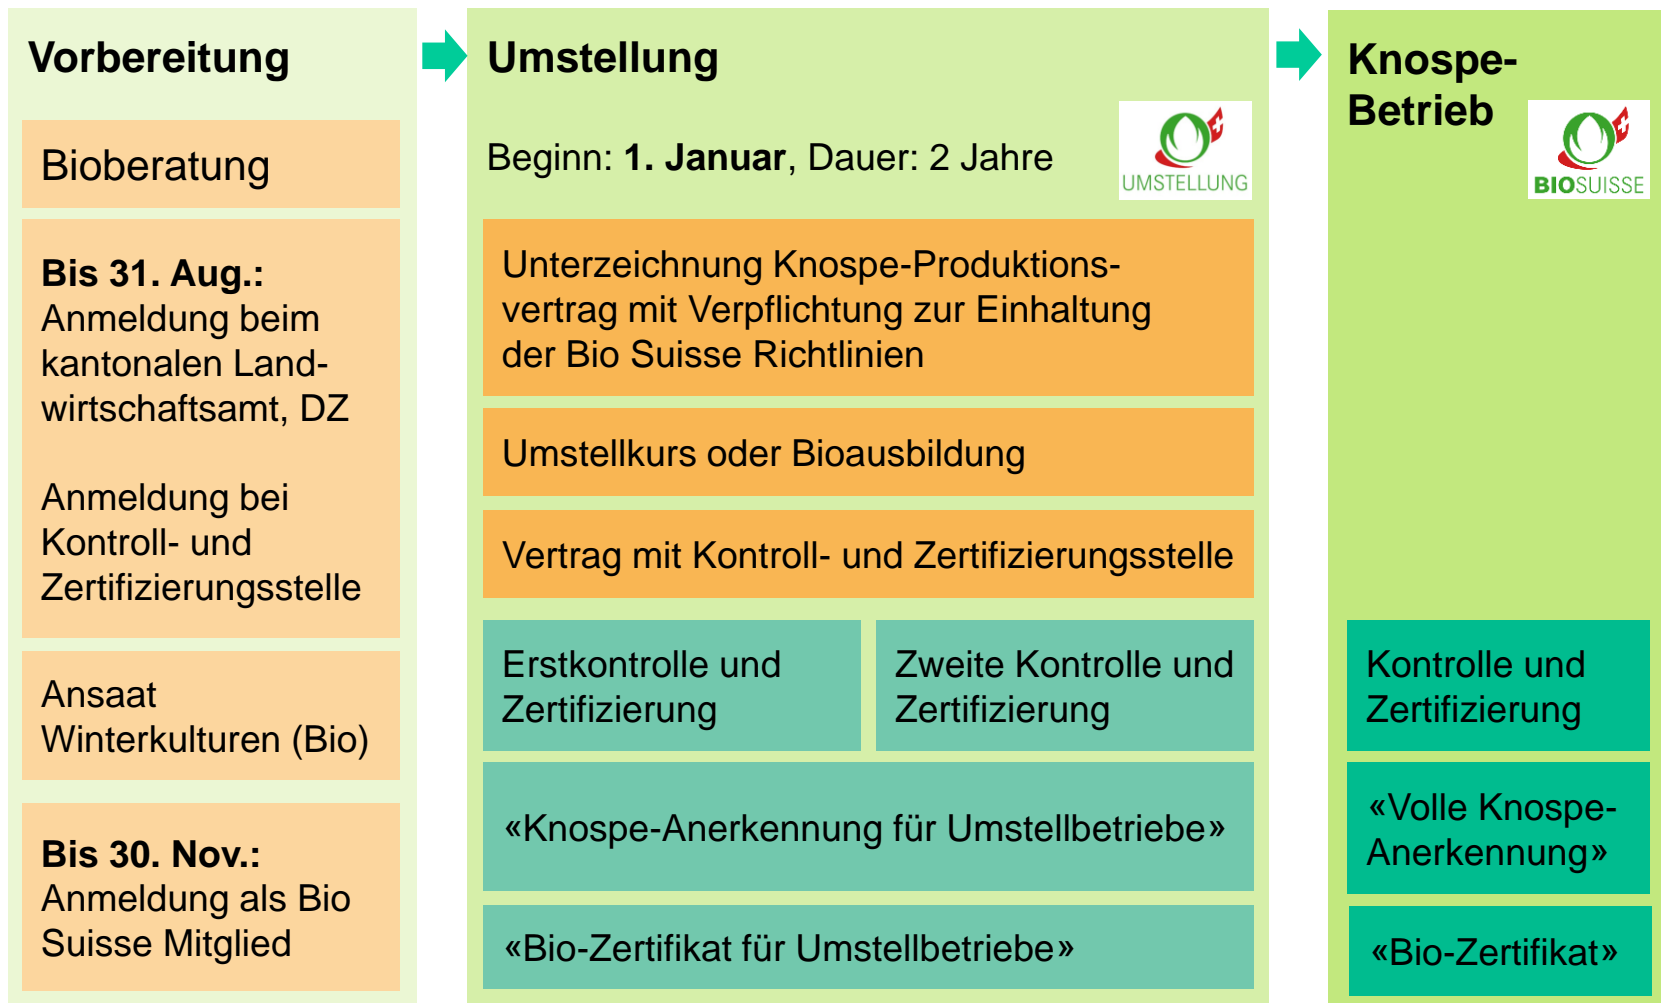 Vorbereitung
Bioberatung
Bis 31. Aug.:
Anmeldung beim
kantonalen Land-
wirtschaftsamt, DZ
Anmeldung bei
Kontroll- und
Zertifizierungsstelle
Ansaat
Winterkulturen (Bio)
Bis 30. Nov.:
Anmeldung als Bio
Suisse Mitglied
Umstellung
Beginn: 1. Januar, Dauer: 2 Jahre
UMSTELLUNG
Unterzeichnung Knospe-Produktions-
vertrag mit Verpflichtung zur Einhaltung
der Bio Suisse Richtlinien
Umstellkurs oder Bioausbildung
Vertrag mit Kontroll- und Zertifizierungsstelle
Erstkontrolle und
Zertifizierung
Zweite Kontrolle und
Zertifizierung
«Knospe-Anerkennung für Umstellbetriebe»
«Bio-Zertifikat für Umstellbetriebe»
Knospe-
Betrieb
BIOSUISSE
Kontrolle und
Zertifizierung
«Volle Knospe-
Anerkennung»
«Bio-Zertifikat»